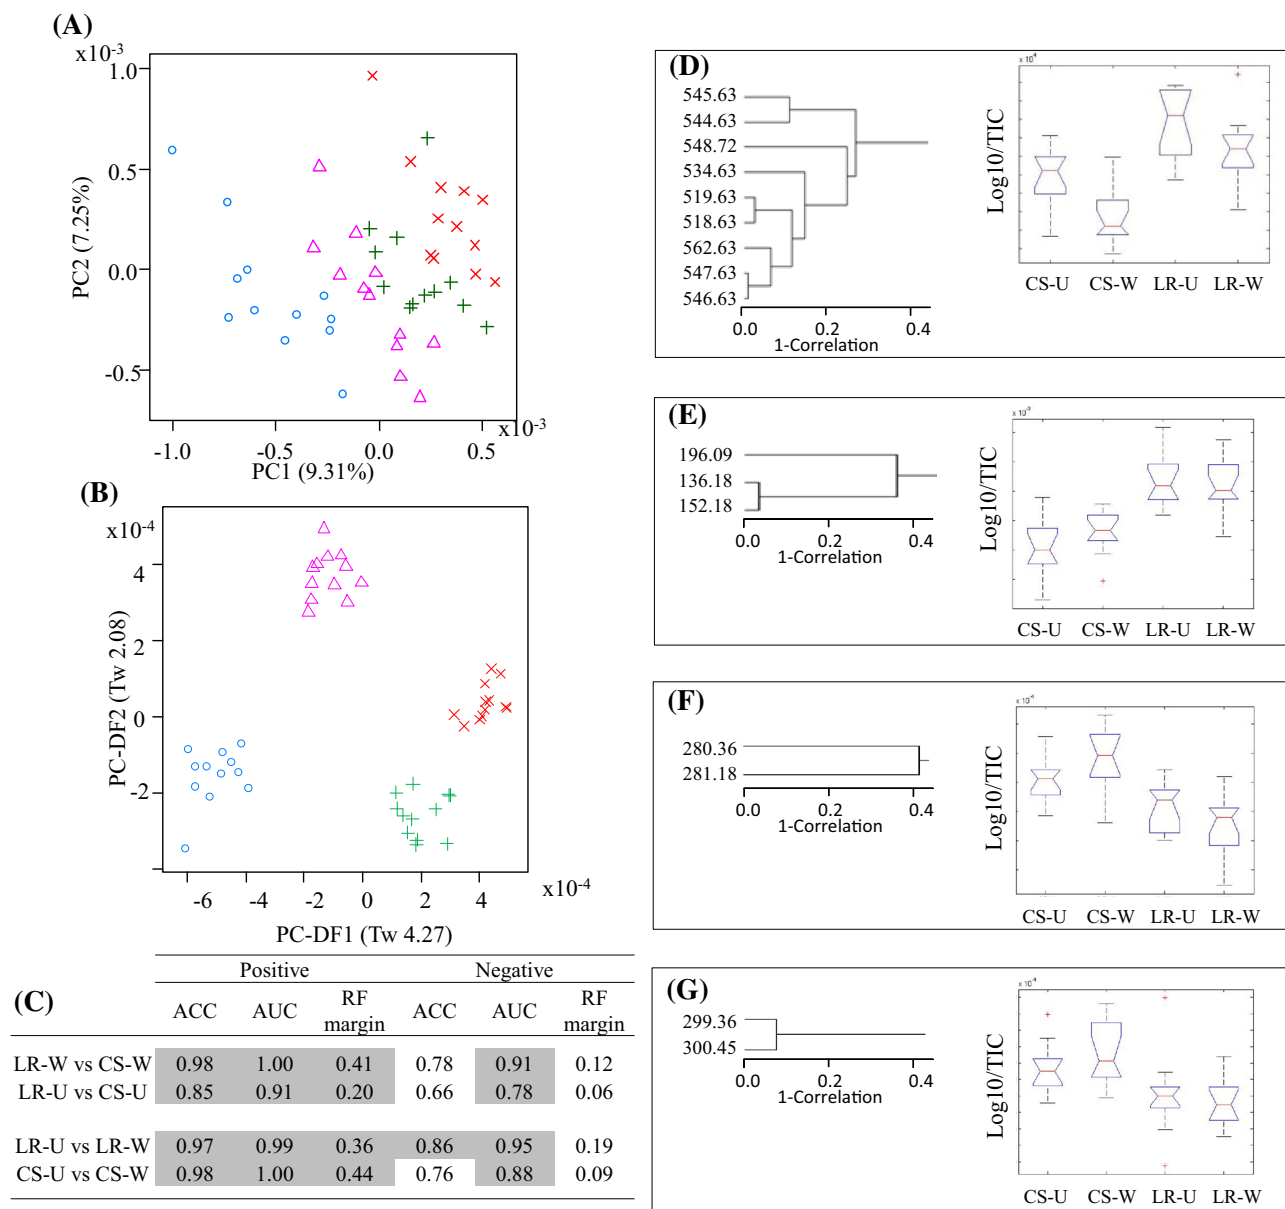 (A)
x10-3
1.0
0.5
0.0
-0.5
PC2 (7.25%)
-1.0 -0.5 0.0 0.5
x10-3
PC1 (9.31%)
(B)
x10-4
4
2
0
-2
PC-DF2 (Tw 2.08)
-6 -4 -2 0 2 4
x10-4
PC-DF1 (Tw 4.27)
(C)
Positive Negative
ACC AUC RF margin ACC AUC RF margin
LR-W vs CS-W 0.98 1.00 0.41 0.78 0.91 0.12
LR-U vs CS-U 0.85 0.91 0.20 0.66 0.78 0.06
LR-U vs LR-W 0.97 0.99 0.36 0.86 0.95 0.19
CS-U vs CS-W 0.98 1.00 0.44 0.76 0.88 0.09
(D)
545.63
544.63
548.72
534.63
519.63
518.63
562.63
547.63
546.63
0.0 0.2 0.4
1-Correlation
Log10/TIC
CS-U CS-W LR-U LR-W
(E)
196.09
136.18
152.18
0.0 0.2 0.4
1-Correlation
x 10-3
Log10/TIC
CS-U CS-W LR-U LR-W
(F)
280.36
281.18
0.0 0.2 0.4
1-Correlation
x 10-4
Log10/TIC
CS-U CS-W LR-U LR-W
(G)
299.36
300.45
0.0 0.2 0.4
1-Correlation
x 10-4
Log10/TIC
CS-U CS-W LR-U LR-W